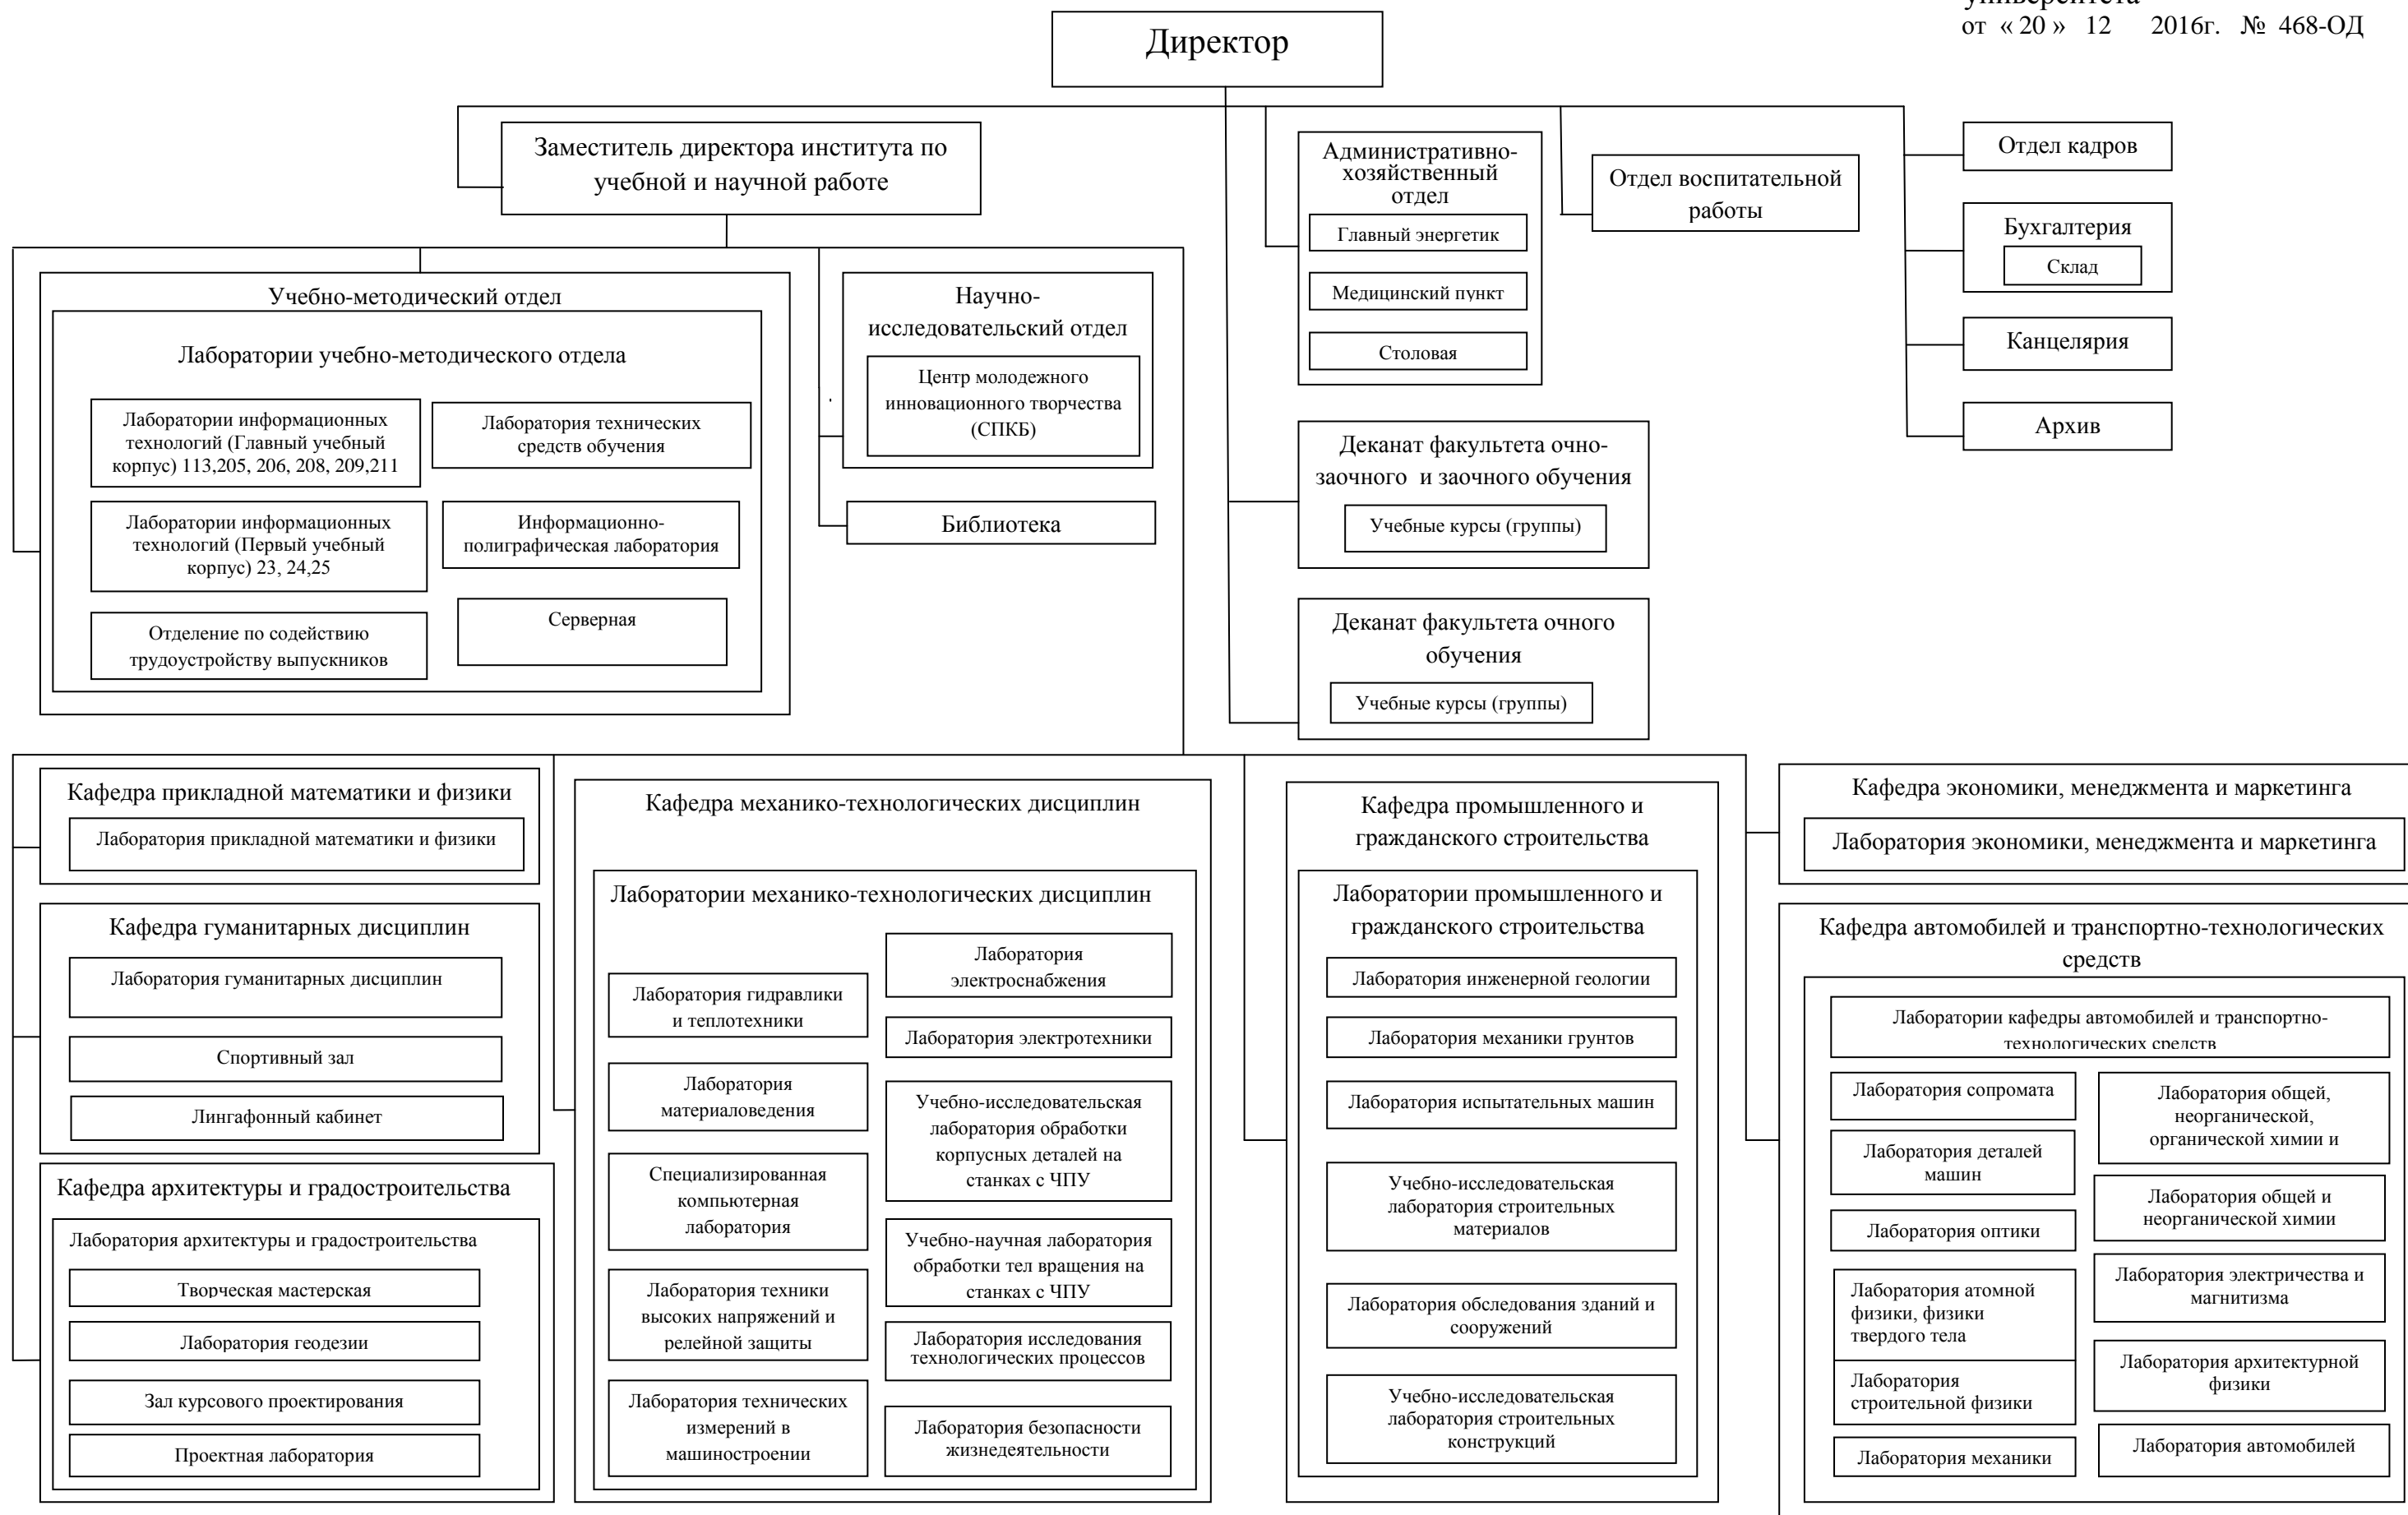 университета
от « 20 » 12 2016г. № 468-ОД
Директор
Заместитель директора института по
учебной и научной работе
Административно-
хозяйственный
отдел
Главный энергетик
Медицинский пункт
Столовая
Отдел воспитательной
работы
Отдел кадров
Бухгалтерия
Склад
Канцелярия
Архив
Учебно-методический отдел
Лаборатории учебно-методического отдела
Лаборатории информационных
технологий (Главный учебный
корпус) 113,205, 206, 208, 209,211
Лаборатория технических
средств обучения
Лаборатории информационных
технологий (Первый учебный
корпус) 23, 24,25
Информационно-
полиграфическая лаборатория
Отделение по содействию
трудоустройству выпускников
Серверная
Научно-
исследовательский отдел
Центр молодежного
инновационного творчества
(СПКБ)
Библиотека
Деканат факультета очно-
заочного и заочного обучения
Учебные курсы (группы)
Деканат факультета очного
обучения
Учебные курсы (группы)
Кафедра прикладной математики и физики
Лаборатория прикладной математики и физики
Кафедра гуманитарных дисциплин
Лаборатория гуманитарных дисциплин
Спортивный зал
Лингафонный кабинет
Кафедра архитектуры и градостроительства
Лаборатория архитектуры и градостроительства
Творческая мастерская
Лаборатория геодезии
Зал курсового проектирования
Проектная лаборатория
Кафедра механико-технологических дисциплин
Лаборатории механико-технологических дисциплин
Лаборатория гидравлики
и теплотехники
Лаборатория
материаловедения
Специализированная
компьютерная
лаборатория
Лаборатория техники
высоких напряжений и
релейной защиты
Лаборатория технических
измерений в
машиностроении
Лаборатория
электроснабжения
Лаборатория электротехники
Учебно-исследовательская
лаборатория обработки
корпусных деталей на
станках с ЧПУ
Учебно-научная лаборатория
обработки тел вращения на
станках с ЧПУ
Лаборатория исследования
технологических процессов
Лаборатория безопасности
жизнедеятельности
Кафедра промышленного и
гражданского строительства
Лаборатории промышленного и
гражданского строительства
Лаборатория инженерной геологии
Лаборатория механики грунтов
Лаборатория испытательных машин
Учебно-исследовательская
лаборатория строительных
материалов
Лаборатория обследования зданий и
сооружений
Учебно-исследовательская
лаборатория строительных
конструкций
Кафедра экономики, менеджмента и маркетинга
Лаборатория экономики, менеджмента и маркетинга
Кафедра автомобилей и транспортно-технологических
средств
Лаборатории кафедры автомобилей и транспортно-
технологических средств
Лаборатория сопромата
Лаборатория деталей
машин
Лаборатория оптики
Лаборатория атомной
физики, физики
твердого тела
Лаборатория
строительной физики
Лаборатория механики
Лаборатория общей,
неорганической,
органической химии и
Лаборатория общей и
неорганической химии
Лаборатория электричества и
магнитизма
Лаборатория архитектурной
физики
Лаборатория автомобилей